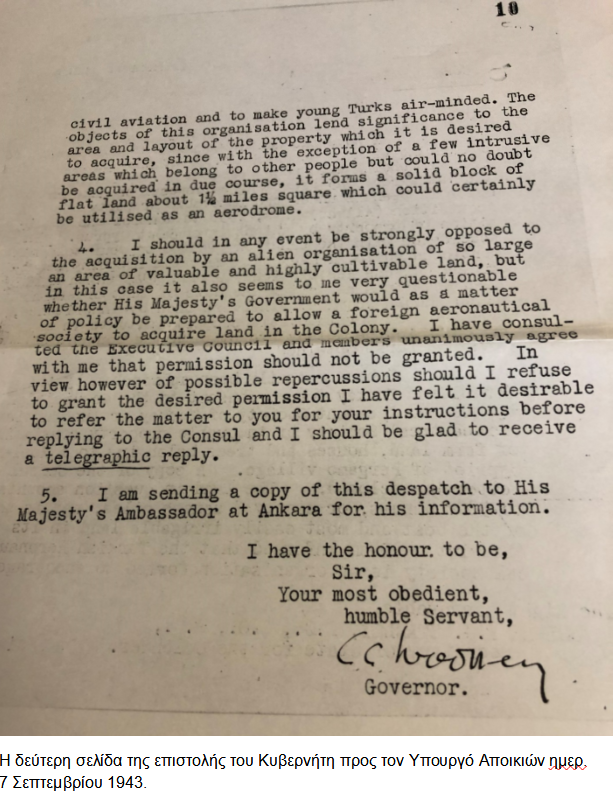 10
civil aviation and to make young Turks air-minded. The
objects of this organisation lend significance to the
area and layout of the property which it is desired
to acquire, since with the exception of a few intrusive
areas which belong to other people but could no doubt
be acquired in due course, it forms a solid block of
flat land about 1½ miles square which could certainly
be utilised as an aerodrome.
4. I should in any event be strongly opposed to
the acquisition by an alien organisation of so large
an area of valuable and highly cultivable land, but
in this case it also seems to me very questionable
whether His Majesty's Government would as a matter
of policy be prepared to allow a foreign aeronautical
society to acquire land in the Colony. I have consul-
ted the Executive Council and members unanimously agree
with me that permission should not be granted. In
view however of possible repercussions should I refuse
to grant the desired permission I have felt it desirable
to refer the matter to you for your instructions before
replying to the Consul and I should be glad to receive
a telegraphic reply.
5. I am sending a copy of this despatch to His
Majesty's Ambassador at Ankara for his information.
I have the honour to be,
Sir,
Your most obedient,
humble Servant,
C C Woolley
Governor.
Η δεύτερη σελίδα της επιστολής του Κυβερνήτη προς τον Υπουργό Αποικιών ημερ.
7 Σεπτεμβρίου 1943.